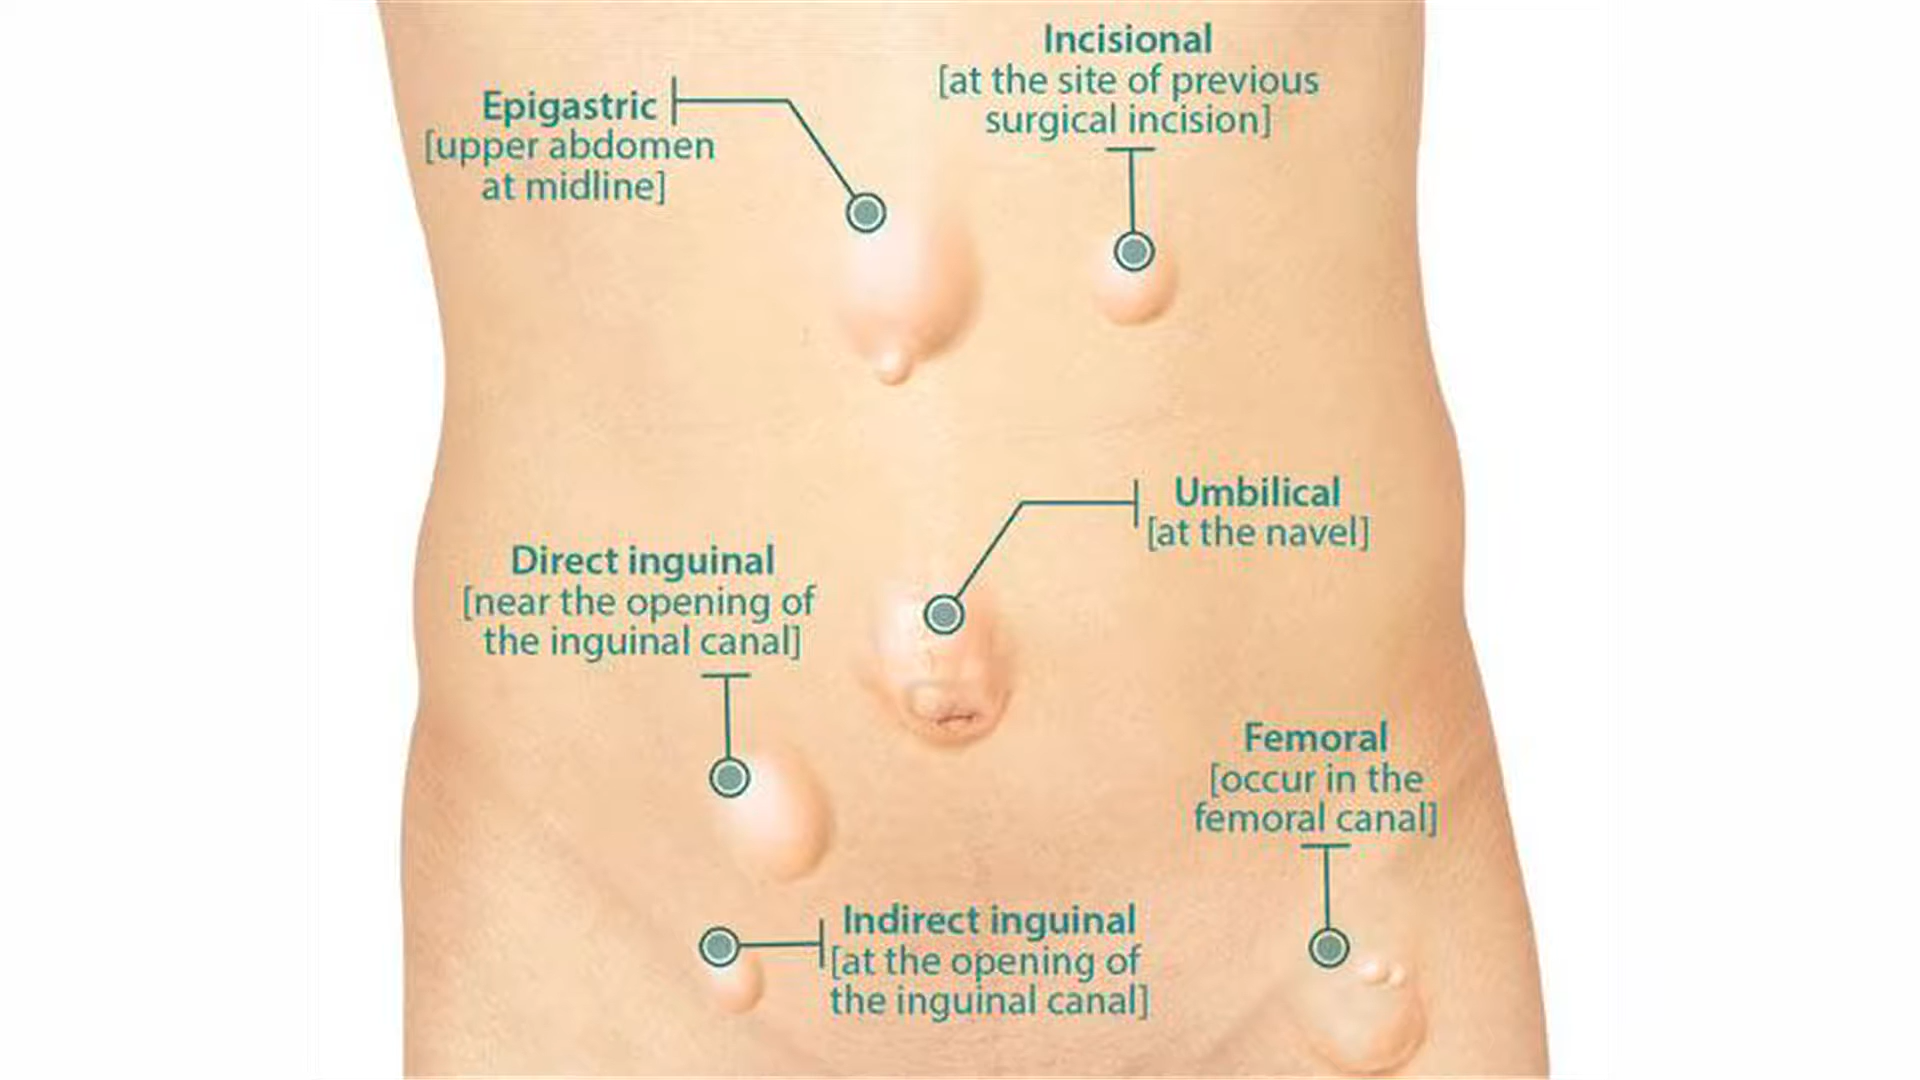 Incisional
[at the site of previous
surgical incision]
Epigastric
[upper abdomen
at midline]
Umbilical
[at the navel]
Direct inguinal
[near the opening of
the inguinal canal]
Femoral
[occur in the
femoral canal]
Indirect inguinal
[at the opening of
the inguinal canal]